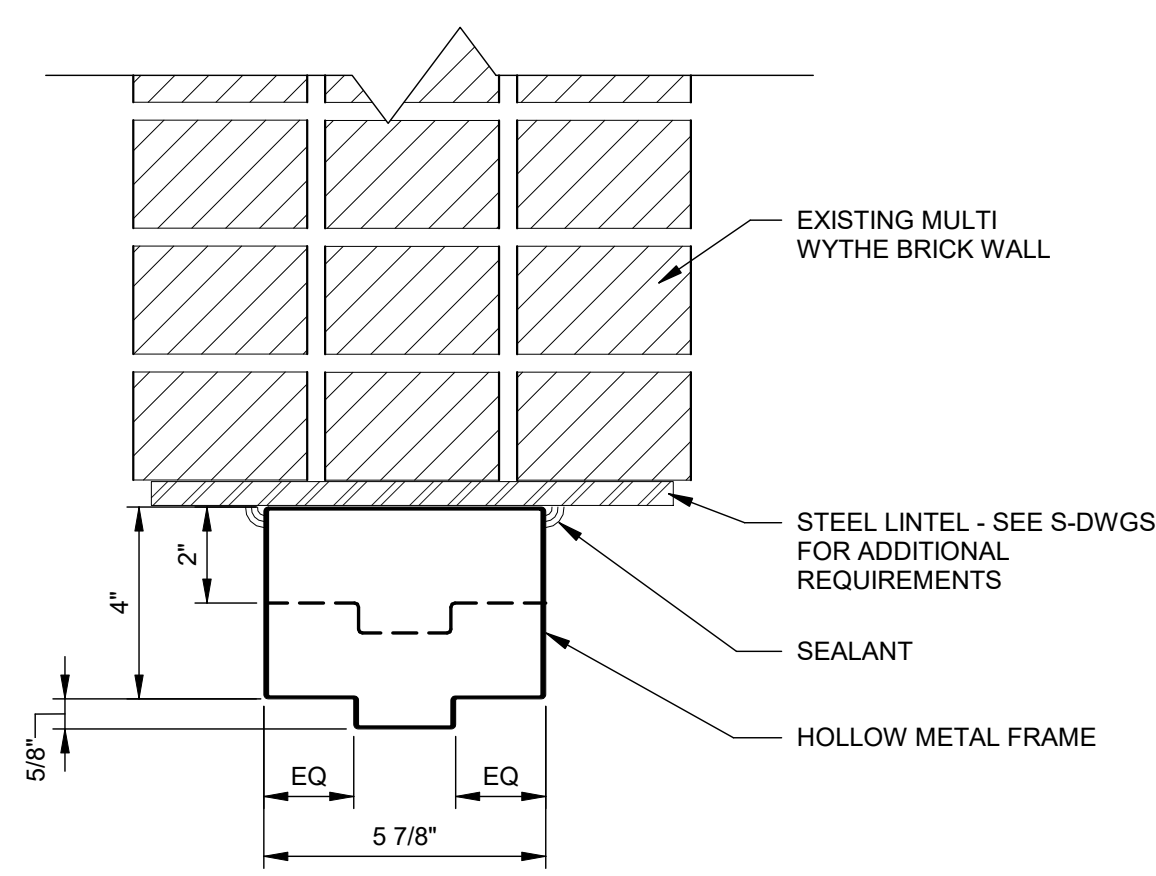 EXISTING MULTI
WYTHE BRICK WALL
STEEL LINTEL - SEE S-DWGS
FOR ADDITIONAL
REQUIREMENTS
SEALANT
HOLLOW METAL FRAME
2"
4"
5/8"
EQ
EQ
5 7/8"